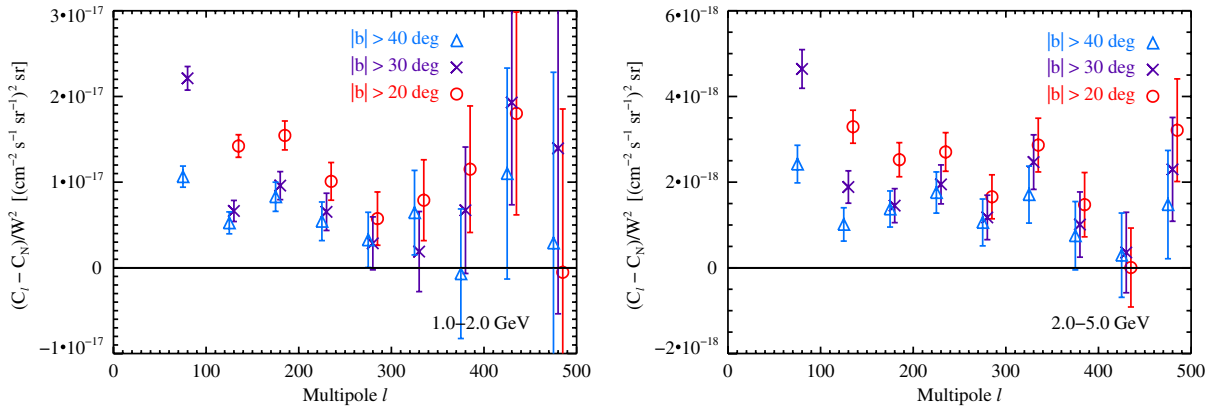 3•10⁻¹⁷
2•10⁻¹⁷
1•10⁻¹⁷
0
−1•10⁻¹⁷
(C_l − C_N)/W² [(cm⁻² s⁻¹ sr⁻¹)² sr]
|b| > 40 deg
|b| > 30 deg
|b| > 20 deg
1.0−2.0 GeV
0 100 200 300 400 500
Multipole l
6•10⁻¹⁸
4•10⁻¹⁸
2•10⁻¹⁸
0
−2•10⁻¹⁸
(C_l − C_N)/W² [(cm⁻² s⁻¹ sr⁻¹)² sr]
|b| > 40 deg
|b| > 30 deg
|b| > 20 deg
2.0−5.0 GeV
0 100 200 300 400 500
Multipole l